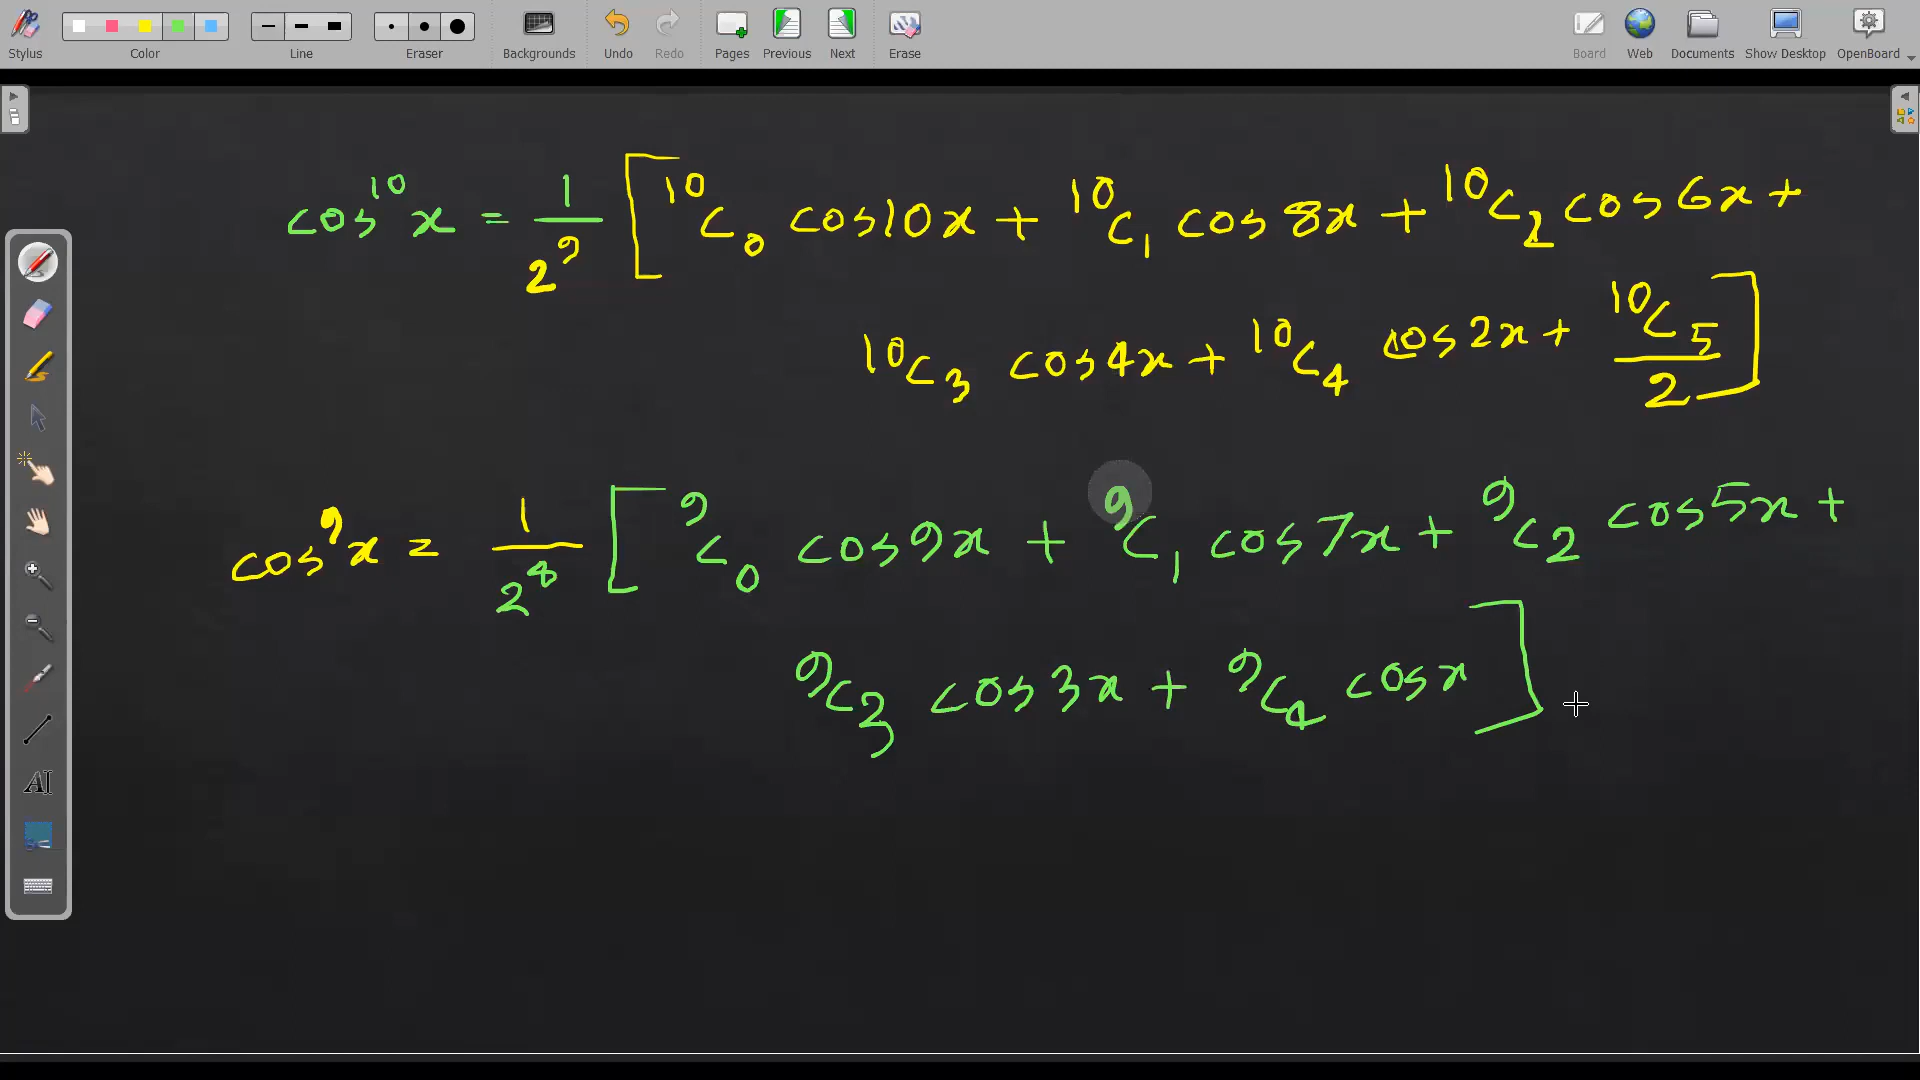 Stylus Color Line Eraser Backgrounds Undo Redo Pages Previous Next Erase Board Web Documents Show Desktop OpenBoard
cos¹⁰x = 1/2⁹ [ ¹⁰C₀ cos10x + ¹⁰C₁ cos8x + ¹⁰C₂ cos6x +
¹⁰C₃ cos4x + ¹⁰C₄ cos2x + ¹⁰C₅/2 ]
cos⁹x = 1/2⁸ [ ⁹C₀ cos9x + ⁹C₁ cos7x + ⁹C₂ cos5x +
⁹C₃ cos3x + ⁹C₄ cosx ]
AI